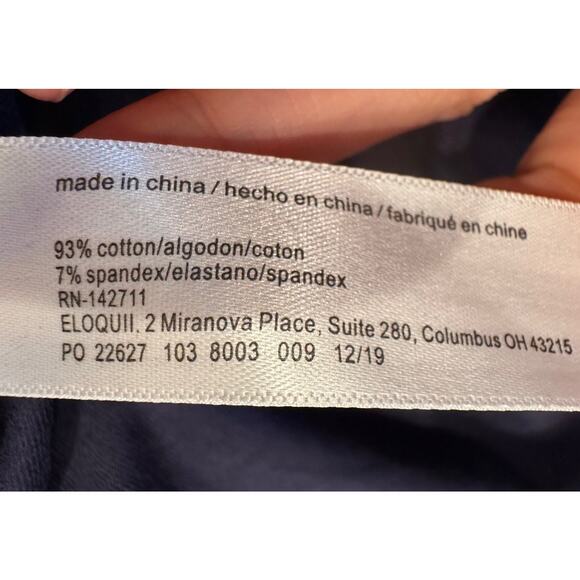 made in china / hecho en china / fabriqué en chine
93% cotton/algodon/coton
7% spandex/elastano/spandex
RN-142711
ELOQUII. 2 Miranova Place, Suite 280, Columbus OH 43215
PO 22627 103 8003 009 12/19